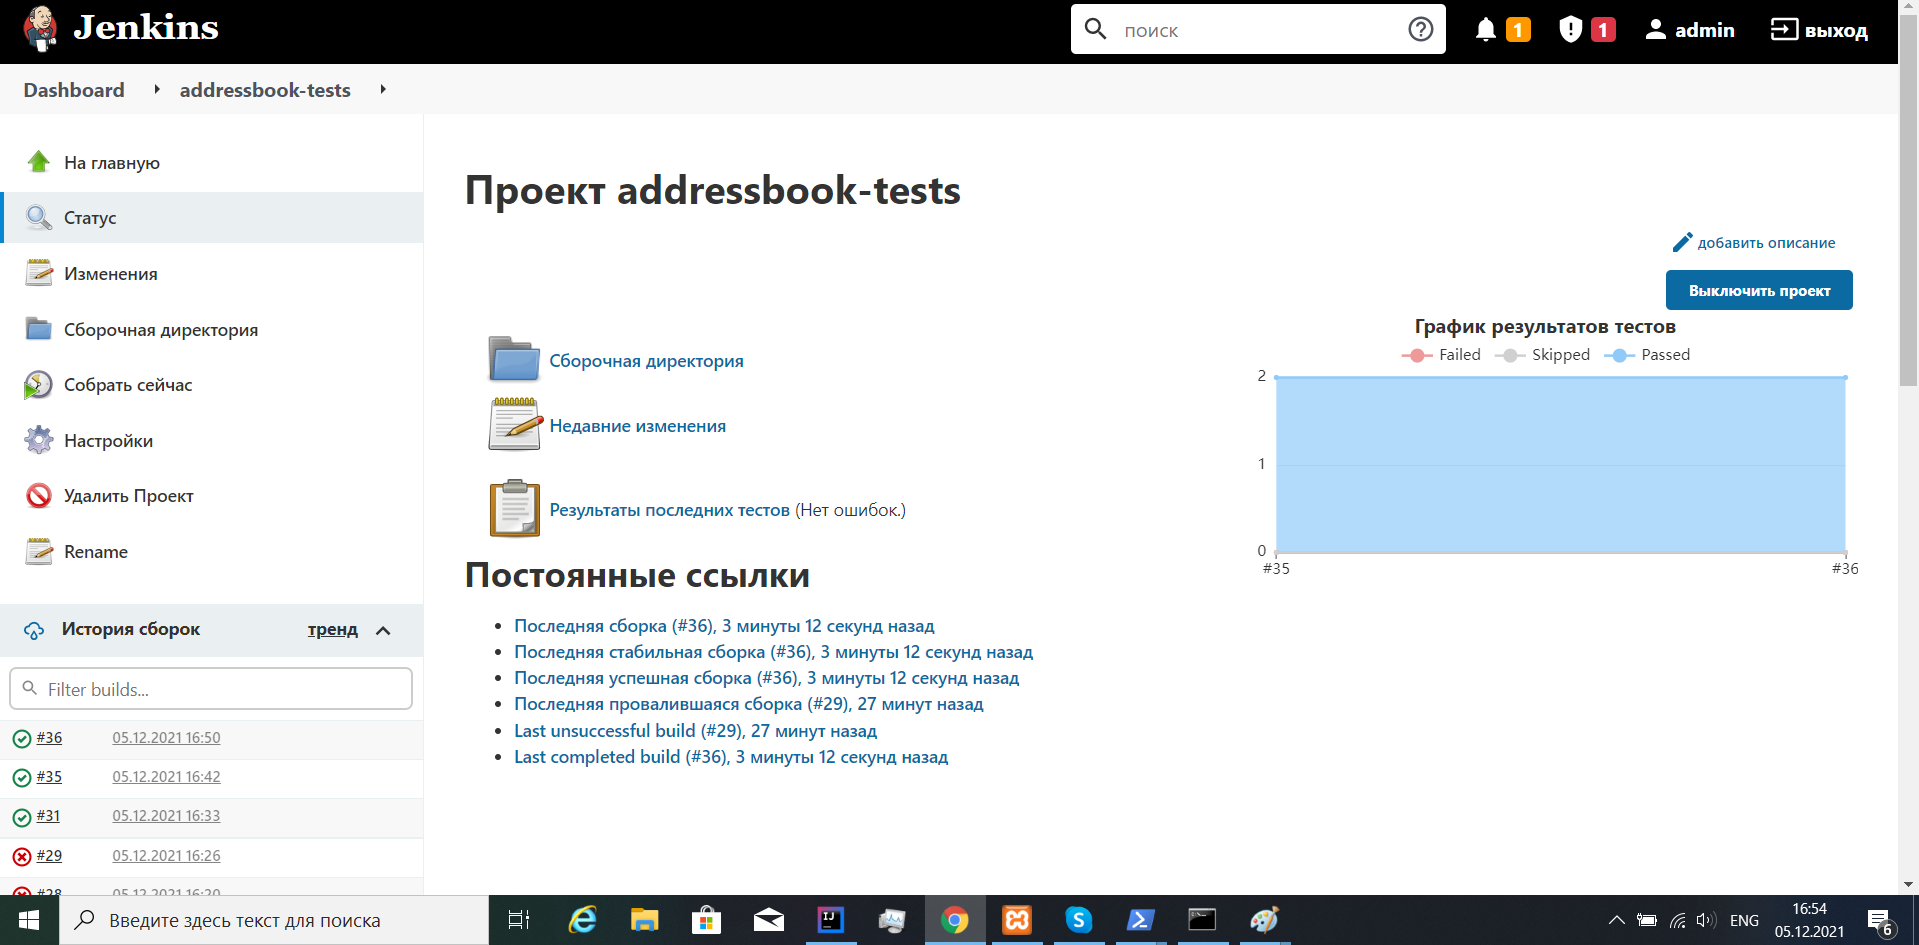 Jenkins
поиск
1
1
admin
выход
Dashboard
addressbook-tests
На главную
Статус
Изменения
Сборочная директория
Собрать сейчас
Настройки
Удалить Проект
Rename
История сборок
тренд
Filter builds...
#36 05.12.2021 16:50
#35 05.12.2021 16:42
#31 05.12.2021 16:33
#29 05.12.2021 16:26
#28 05.12.2021 16:20
Проект addressbook-tests
добавить описание
Выключить проект
Сборочная директория
Недавние изменения
Результаты последних тестов (Нет ошибок.)
График результатов тестов
Failed Skipped Passed
2
1
0
#35 #36
Постоянные ссылки
Последняя сборка (#36), 3 минуты 12 секунд назад
Последняя стабильная сборка (#36), 3 минуты 12 секунд назад
Последняя успешная сборка (#36), 3 минуты 12 секунд назад
Последняя провалившаяся сборка (#29), 27 минут назад
Last unsuccessful build (#29), 27 минут назад
Last completed build (#36), 3 минуты 12 секунд назад
Введите здесь текст для поиска
IJ
ENG
16:54
05.12.2021
6